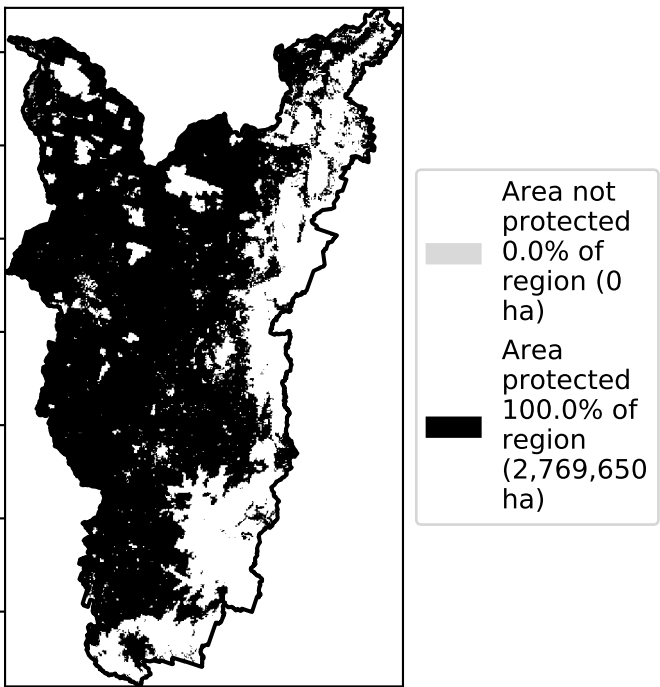 Area not
protected
0.0% of
region (0
ha)
Area
protected
100.0% of
region
(2,769,650
ha)